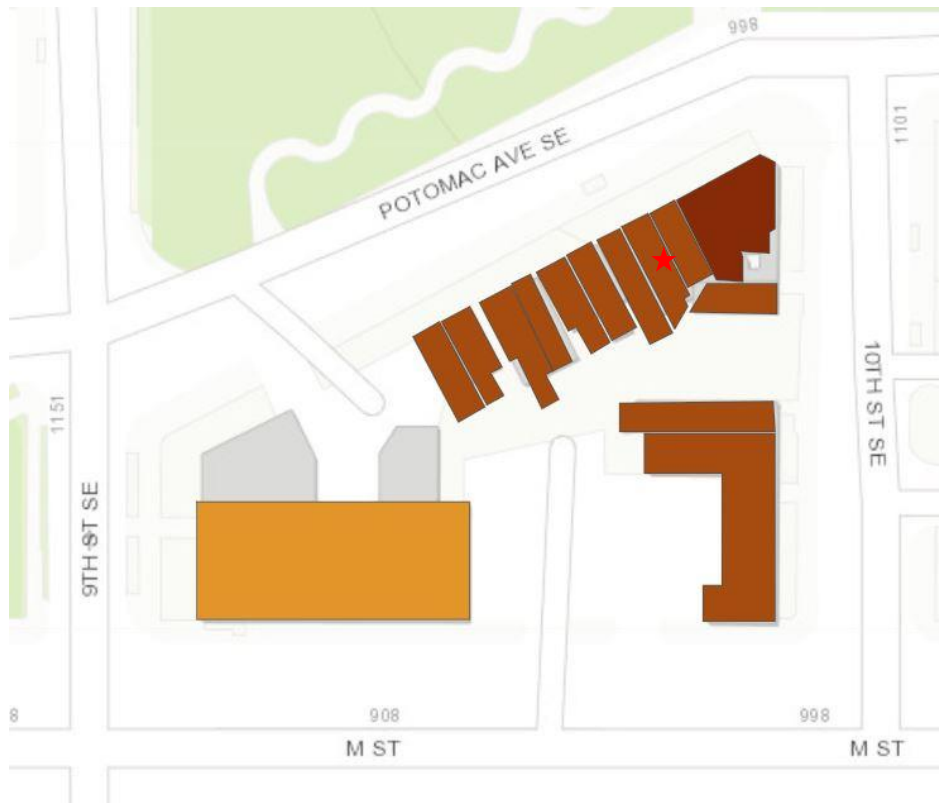 998
POTOMAC AVE SE
1101
1151
10TH ST SE
9TH ST SE
8
908
998
M ST
M ST